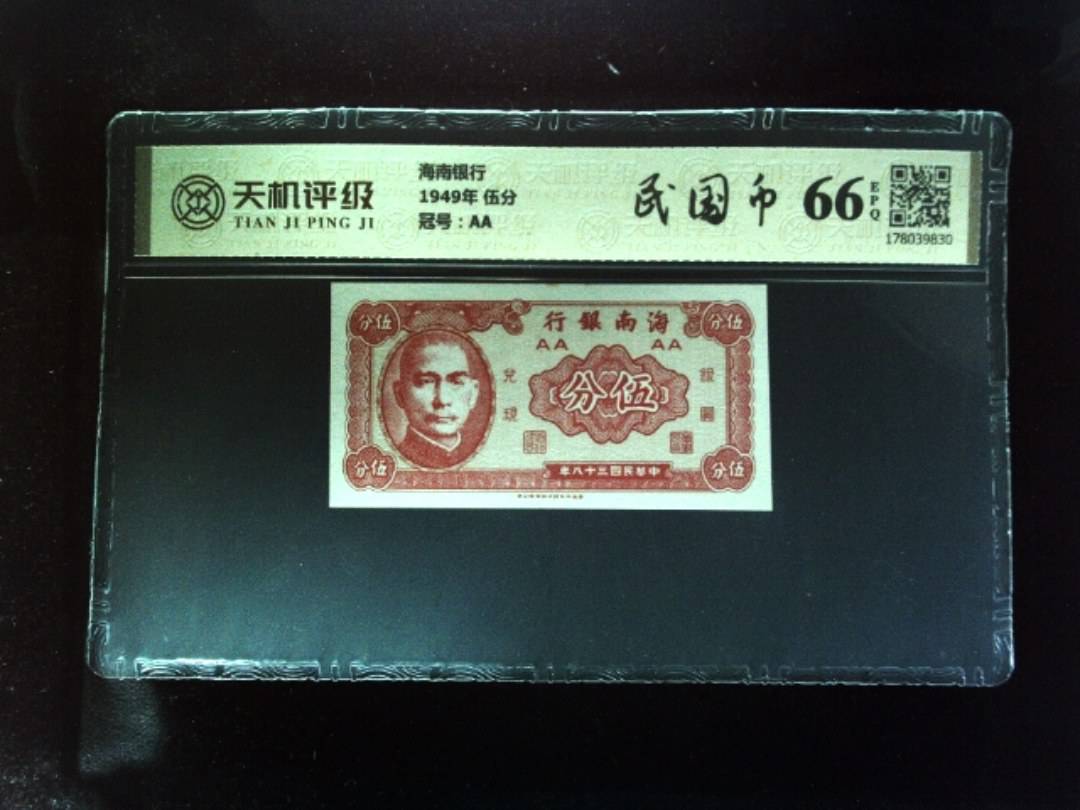 天机评级
TIAN JI PING JI
海南银行
1949年 伍分
冠号：AA
民国币
66
EPQ
178039830
分伍
行銀南海
分伍
AA AA
兌現
分伍
銀圓
分伍
年八十三國民華中
分伍